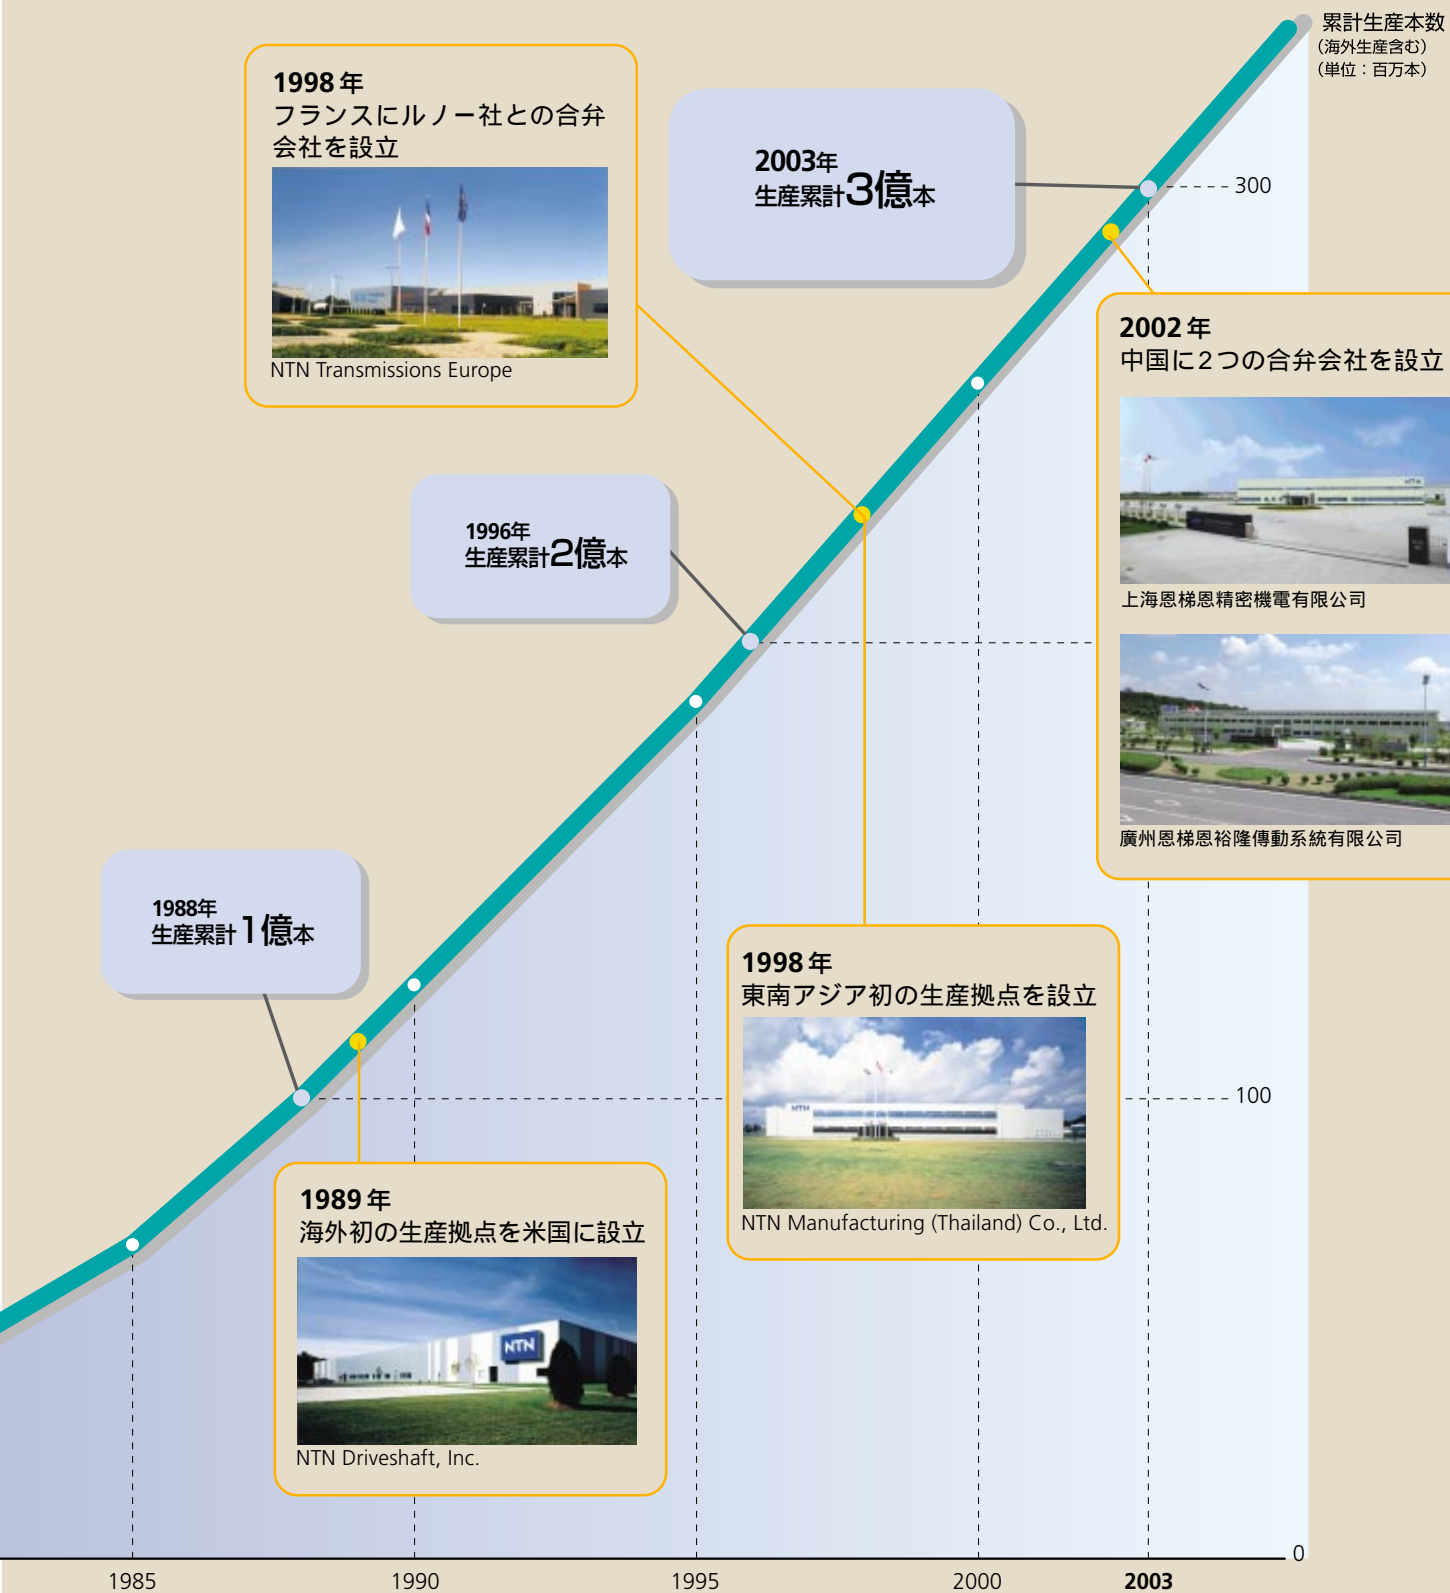 累計生産本数
（海外生産含む）
（単位：百万本）
1998年
フランスにルノー社との合弁
会社を設立
NTN Transmissions Europe
2003年
生産累計3億本
300
2002年
中国に2つの合弁会社を設立
NTN
上海恩梯恩精密機電有限公司
廣州恩梯恩裕隆傳動系統有限公司
1996年
生産累計2億本
1988年
生産累計1億本
1998年
東南アジア初の生産拠点を設立
NTN
NTN Manufacturing (Thailand) Co., Ltd.
100
1989年
海外初の生産拠点を米国に設立
NTN
NTN Driveshaft, Inc.
0
1985
1990
1995
2000
2003